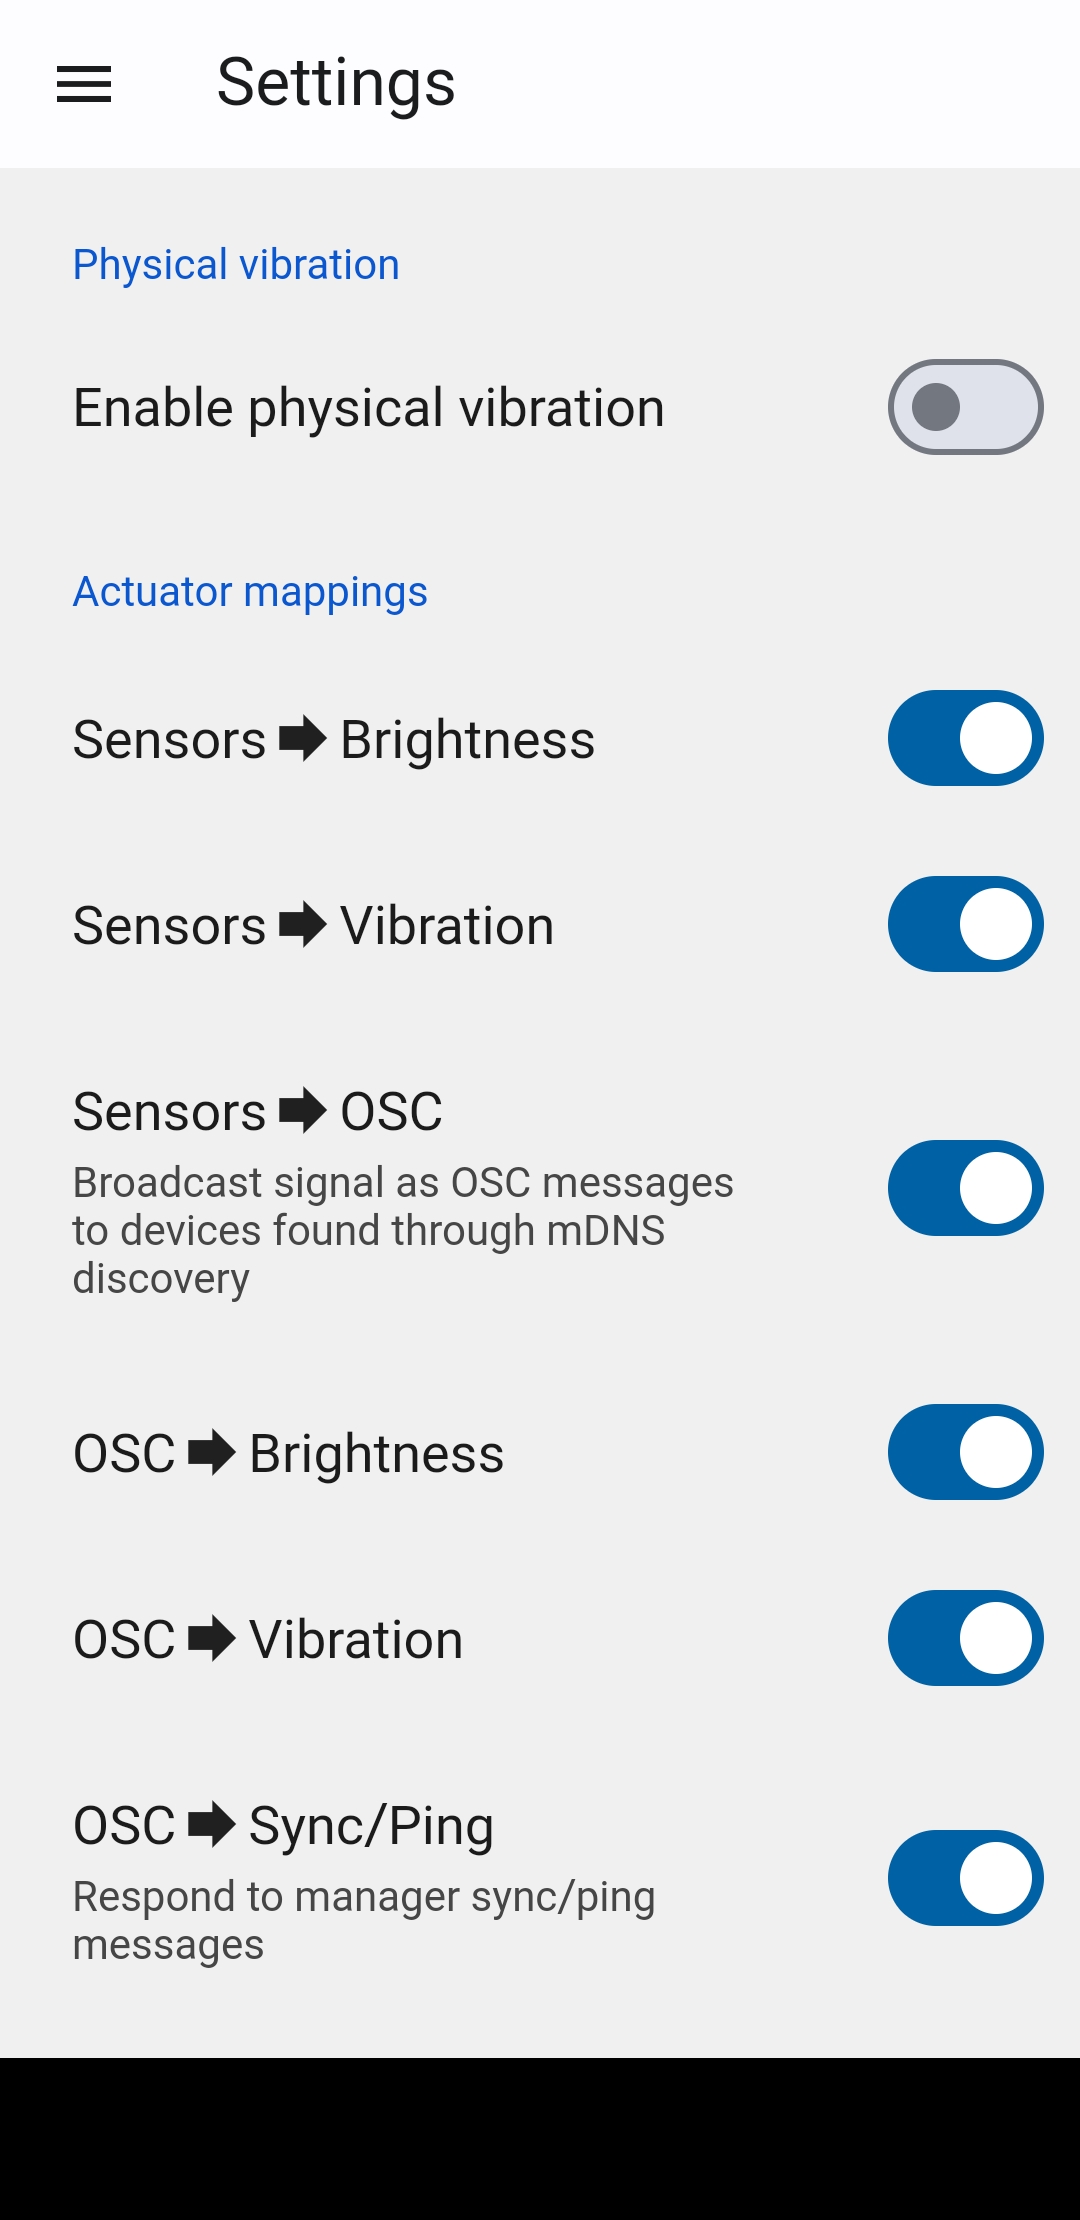 Settings
Physical vibration
Enable physical vibration
Actuator mappings
Sensors 🡆 Brightness
Sensors 🡆 Vibration
Sensors 🡆 OSC
Broadcast signal as OSC messages
to devices found through mDNS
discovery
OSC 🡆 Brightness
OSC 🡆 Vibration
OSC 🡆 Sync/Ping
Respond to manager sync/ping
messages